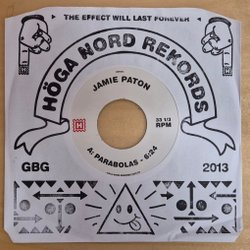 THE EFFECT WILL LAST FOREVER
HÖGA NORD REKORDS
JAMIE PATON
33 1/3
RPM
A: PARABOLAS - 6:24
GBG
2013